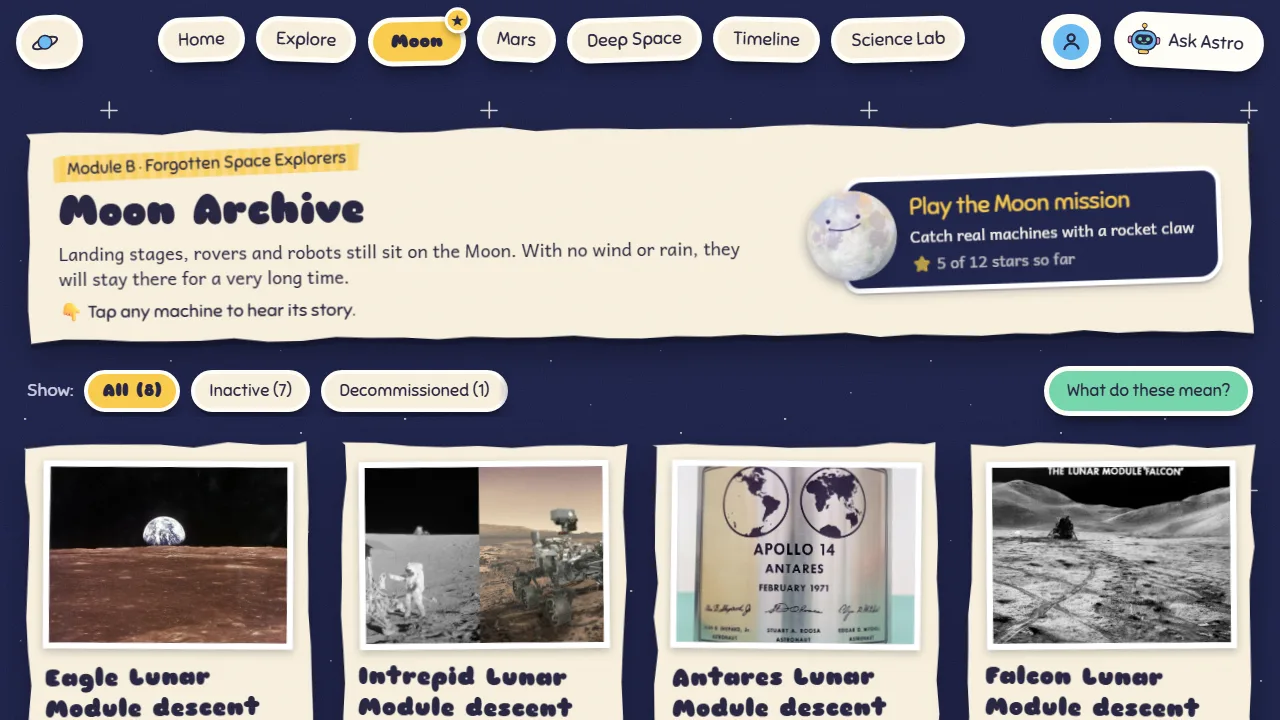 Home
Explore
Moon
Mars
Deep Space
Timeline
Science Lab
Ask Astro
Module B · Forgotten Space Explorers
Moon Archive
Landing stages, rovers and robots still sit on the Moon. With no wind or rain, they
will stay there for a very long time.
Tap any machine to hear its story.
Play the Moon mission
Catch real machines with a rocket claw
5 of 12 stars so far
Show:
All (8)
Inactive (7)
Decommissioned (1)
What do these mean?
APOLLO 14
ANTARES
FEBRUARY 1971
STUART A. ROOSA
ASTRONAUT
ASTRONAUT
ASTRONAUT
THE LUNAR MODULE "FALCON"
Eagle Lunar
Module descent
Intrepid Lunar
Module descent
Antares Lunar
Module descent
Falcon Lunar
Module descent